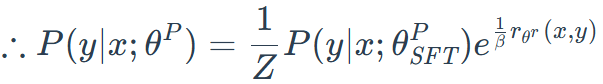 ∴ P(y|x; θ^P) = \frac{1}{Z} P(y|x; θ^P_{SFT}) e^{\frac{1}{β} r_{θ^r}(x,y)}